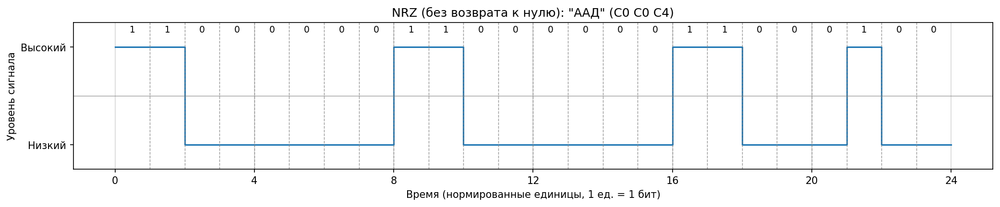 NRZ (без возврата к нулю): "ААД" (C0 C0 C4)
1 1 0 0 0 0 0 0 1 1 0 0 0 0 0 0 1 1 0 0 0 1 0 0
Высокий
Уровень сигнала
Низкий
0 4 8 12 16 20 24
Время (нормированные единицы, 1 ед. = 1 бит)